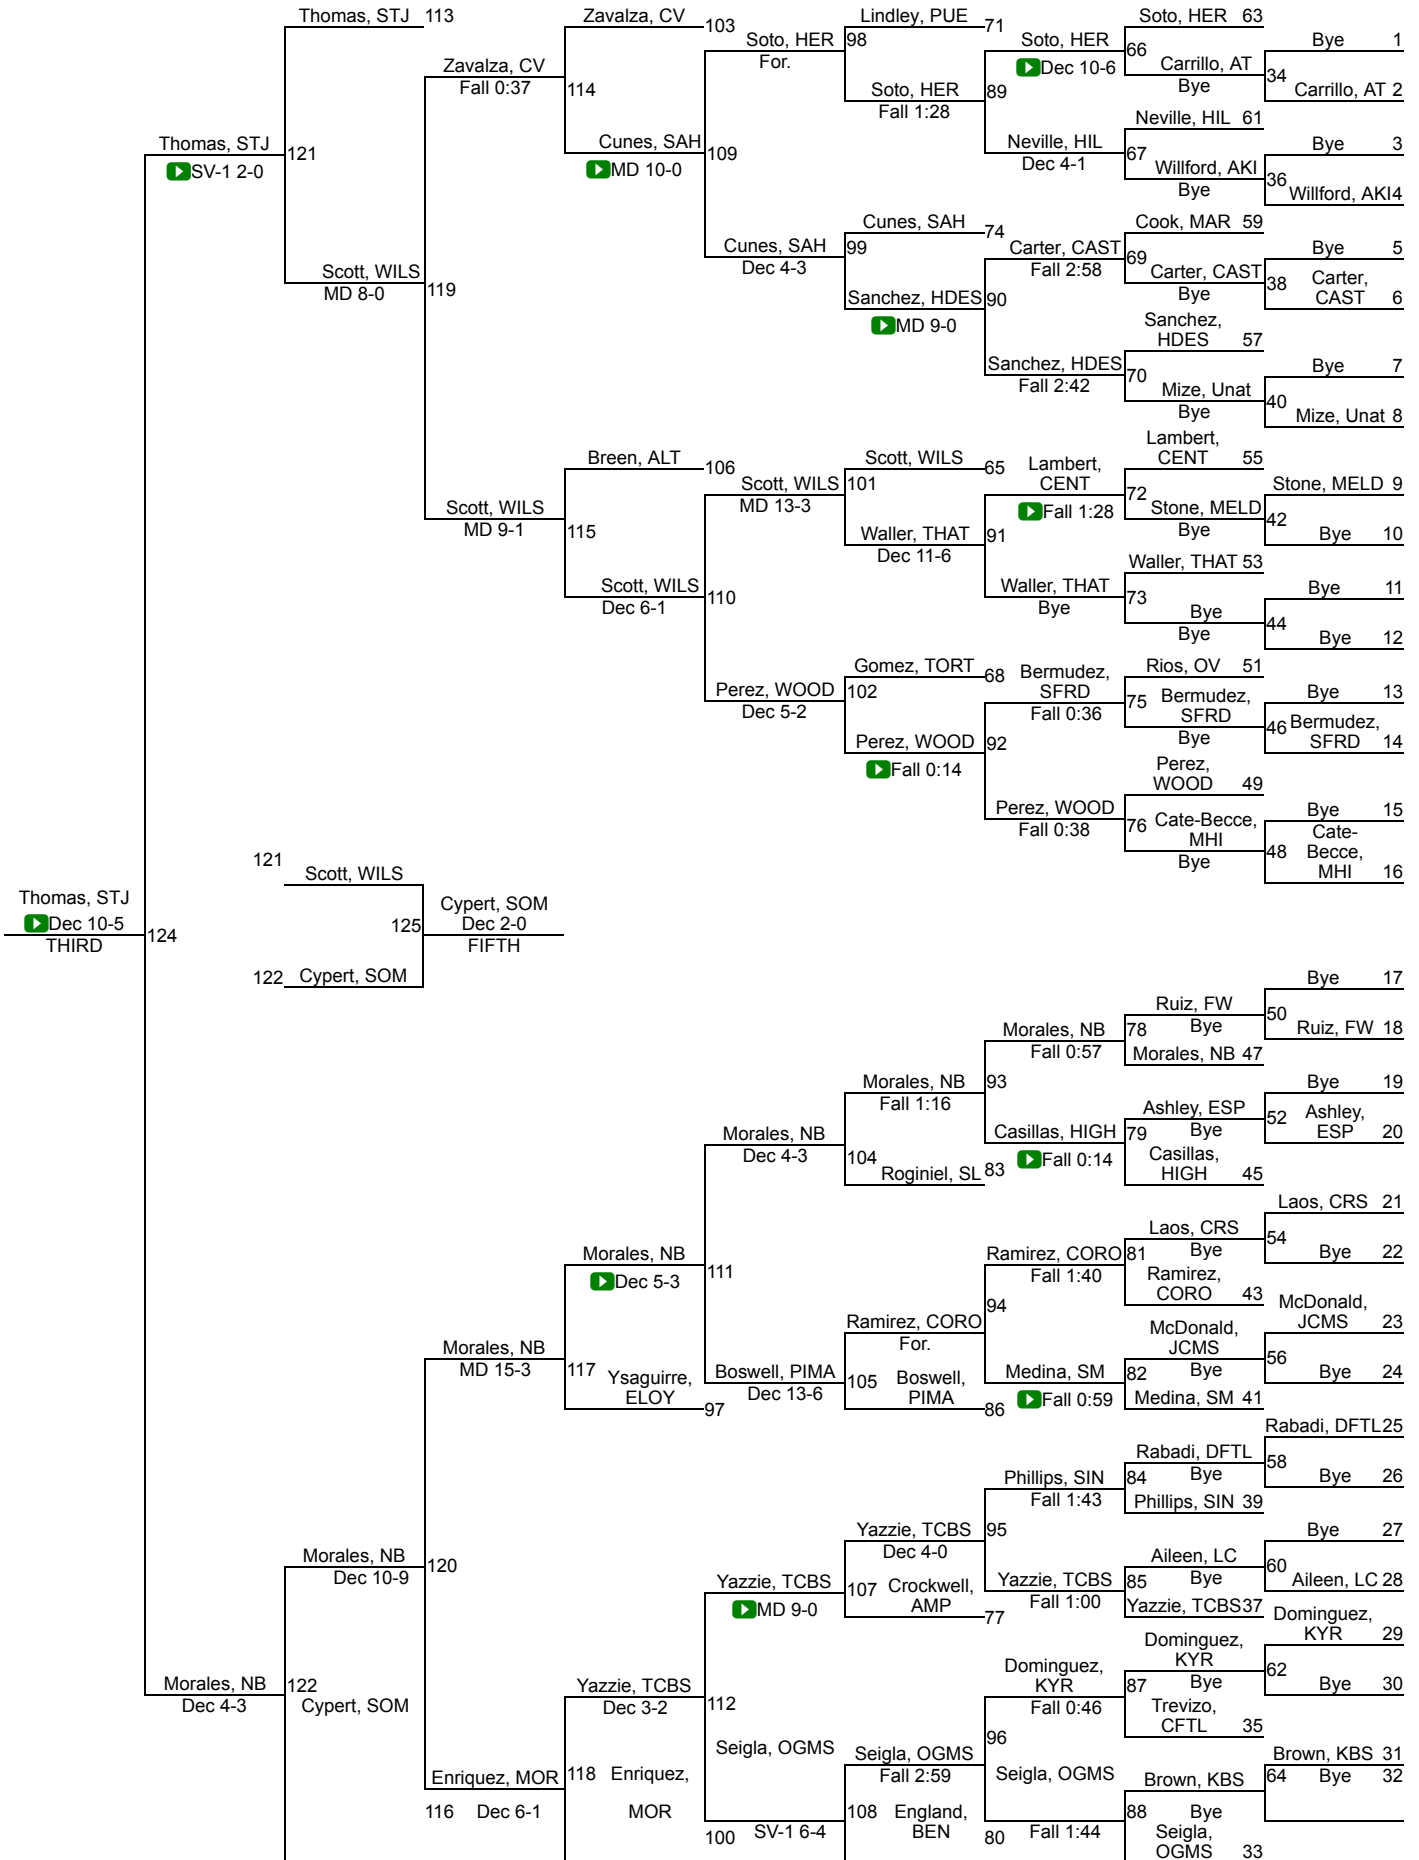 Thomas, STJ 113
Zavalza, CV
103
Lindley, PUE
71
Soto, HER 63
Soto, HER
98
For.
Soto, HER
66
Dec 10-6
Bye 1
Carrillo, AT
Bye
34
Carrillo, AT 2
Zavalza, CV
Fall 0:37
114
Soto, HER
Fall 1:28
89
Neville, HIL 61
Thomas, STJ
SV-1 2-0
121
Cunes, SAH
MD 10-0
109
Neville, HIL
Dec 4-1
67
Bye 3
Willford, AKI
Bye
36
Willford, AKI4
Cunes, SAH
74
Cook, MAR 59
Cunes, SAH
Dec 4-3
99
Carter, CAST
Fall 2:58
69
Bye 5
Scott, WILS
MD 8-0
119
Carter, CAST
Bye
38
Carter,
CAST 6
Sanchez, HDES
MD 9-0
90
Sanchez,
HDES 57
Sanchez, HDES
Fall 2:42
70
Bye 7
Mize, Unat
Bye
40
Mize, Unat 8
Lambert,
CENT 55
Breen, ALT
106
Scott, WILS
65
Lambert,
CENT
Fall 1:28
72
Scott, WILS
MD 13-3
101
Stone, MELD 9
Stone, MELD
Bye
42
Bye 10
Scott, WILS
MD 9-1
115
Waller, THAT
Dec 11-6
91
Waller, THAT 53
Scott, WILS
Dec 6-1
110
Waller, THAT
Bye
73
Bye 11
Bye
Bye
44
Bye 12
Gomez, TORT
68
Bermudez,
SFRD
Fall 0:36
75
Rios, OV 51
Perez, WOOD
Dec 5-2
102
Bye 13
Bermudez,
SFRD
Bye
46
Bermudez,
SFRD 14
Perez, WOOD
Fall 0:14
92
Perez,
WOOD 49
Perez, WOOD
Fall 0:38
76
Bye 15
Cate-Becce,
MHI
Bye
48
Cate-
Becce,
MHI 16
121
Scott, WILS
Thomas, STJ
Dec 10-5
THIRD
124
125
Cypert, SOM
Dec 2-0
FIFTH
122 Cypert, SOM
Bye 17
Ruiz, FW
Bye
50
Ruiz, FW 18
Morales, NB
Fall 0:57
78
Morales, NB 47
Morales, NB
Fall 1:16
93
Bye 19
Ashley, ESP
Bye
52
Ashley,
ESP 20
Morales, NB
Dec 4-3
104
Casillas, HIGH
Fall 0:14
79
Casillas,
HIGH 45
Roginiel, SL
83
Laos, CRS 21
Laos, CRS
Bye
54
Bye 22
Morales, NB
Dec 5-3
111
Ramirez, CORO
Fall 1:40
81
Ramirez,
CORO 43
94
McDonald,
JCMS 23
Ramirez, CORO
For.
McDonald,
JCMS
Bye
56
Bye 24
Morales, NB
MD 15-3
117
Ysaguirre,
ELOY
97
Boswell, PIMA
Dec 13-6
105
Boswell,
PIMA
86
Medina, SM
Fall 0:59
82
Medina, SM 41
Rabadi, DFTL25
Rabadi, DFTL
Bye
58
Bye 26
Phillips, SIN
Fall 1:43
84
Phillips, SIN 39
Yazzie, TCBS
Dec 4-0
95
Bye 27
Morales, NB
Dec 10-9
120
Aileen, LC
Bye
60
Aileen, LC 28
Yazzie, TCBS
MD 9-0
107
Crockwell,
AMP
77
Yazzie, TCBS
Fall 1:00
85
Yazzie, TCBS37
Dominguez,
KYR 29
Dominguez,
KYR
Bye
62
Bye 30
Morales, NB
Dec 4-3
122
Cypert, SOM
Yazzie, TCBS
Dec 3-2
112
Dominguez,
KYR
Fall 0:46
87
Trevizo,
CFTL 35
96
Seigla, OGMS
Seigla, OGMS
Fall 2:59
Seigla, OGMS
Brown, KBS 31
Enriquez, MOR
118
Enriquez,
MOR
Brown, KBS
64
Bye 32
116 Dec 6-1
100 SV-1 6-4
108
England,
BEN
80 Fall 1:44
88
Bye
Seigla,
OGMS 33